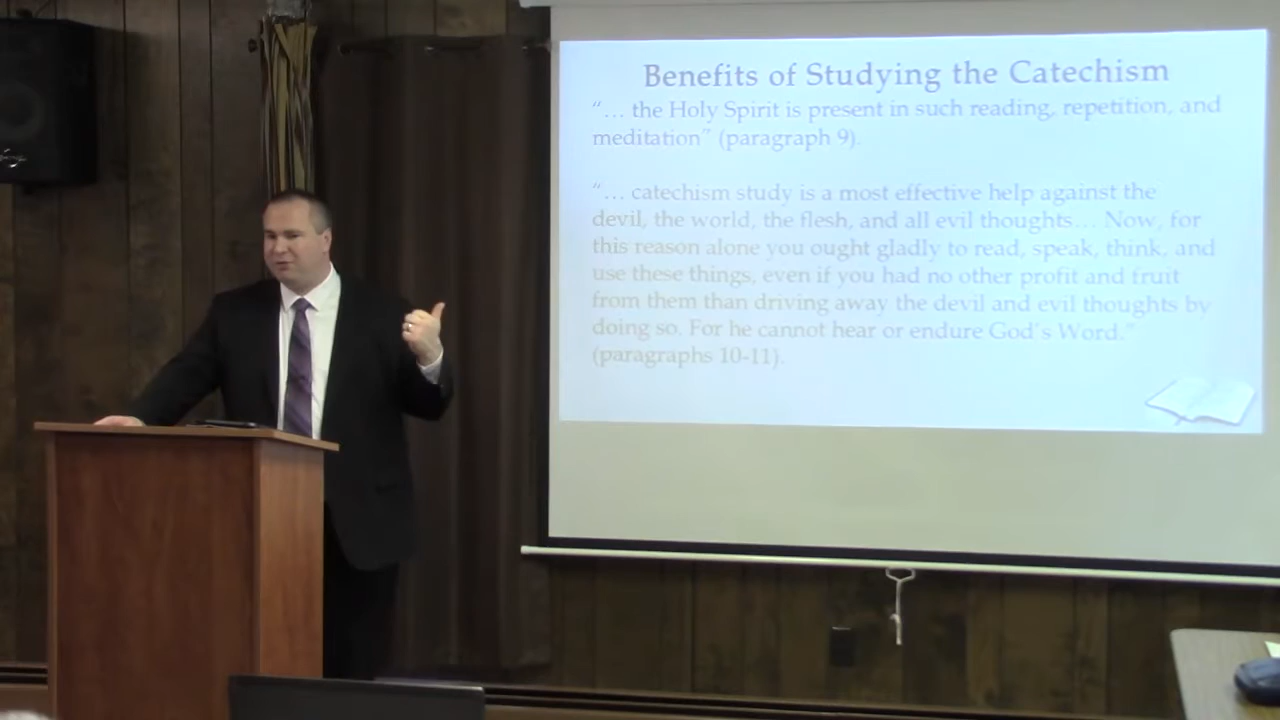 Benefits of Studying the Catechism
“… the Holy Spirit is present in such reading, repetition, and
meditation” (paragraph 9).
“… catechism study is a most effective help against the
devil, the world, the flesh, and all evil thoughts… Now, for
this reason alone you ought gladly to read, speak, think, and
use these things, even if you had no other profit and fruit
from them than driving away the devil and evil thoughts by
doing so. For he cannot hear or endure God’s Word.”
(paragraphs 10-11).